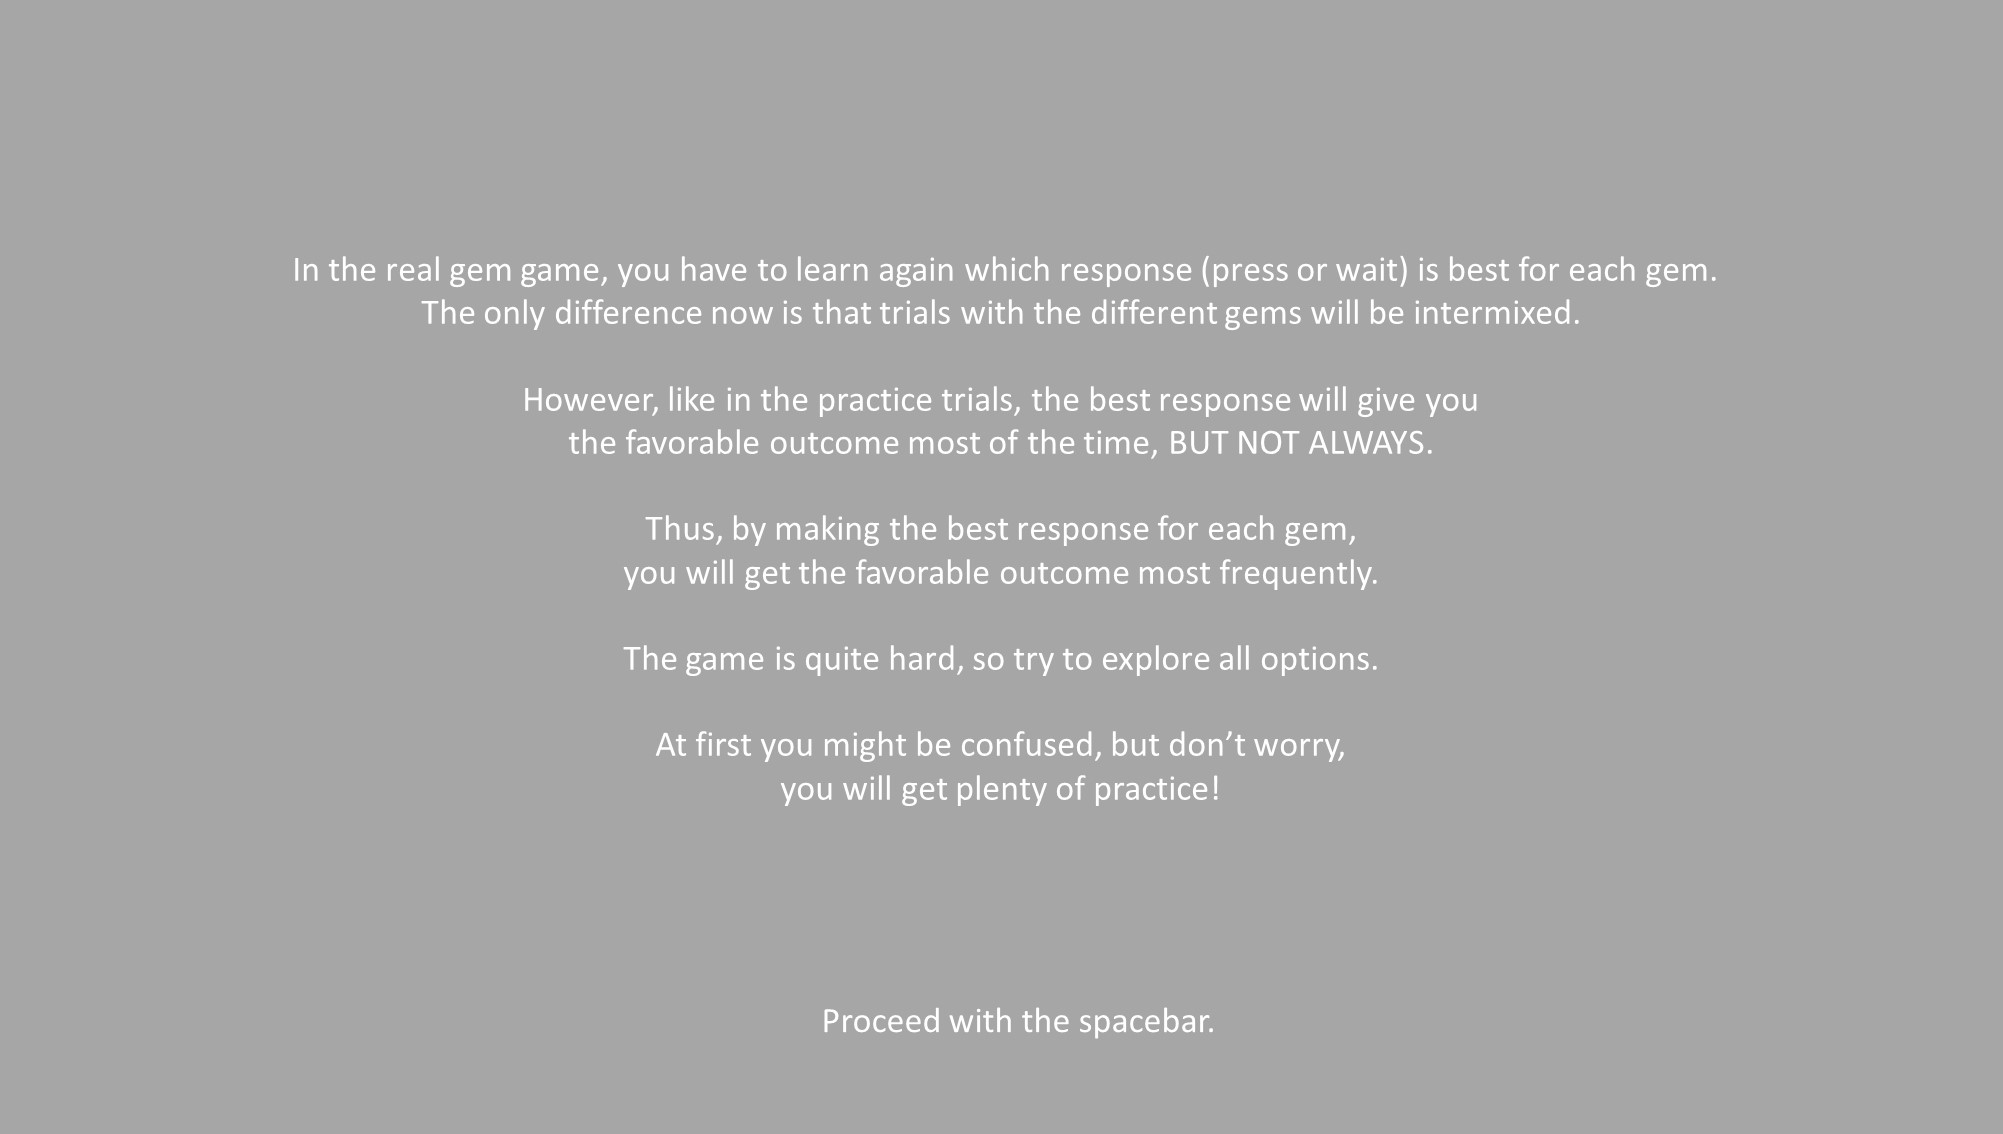 In the real gem game, you have to learn again which response (press or wait) is best for each gem.
The only difference now is that trials with the different gems will be intermixed.
However, like in the practice trials, the best response will give you
the favorable outcome most of the time, BUT NOT ALWAYS.
Thus, by making the best response for each gem,
you will get the favorable outcome most frequently.
The game is quite hard, so try to explore all options.
At first you might be confused, but don’t worry,
you will get plenty of practice!
Proceed with the spacebar.